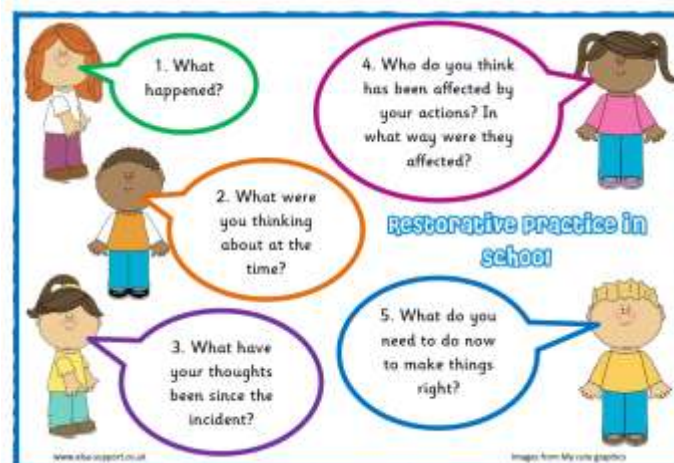 1. What
happened?
2. What were
you thinking
about at the
time?
3. What have
your thoughts
been since the
incident?
4. Who do you think
has been affected by
your actions? In
what way were they
affected?
Restorative Practice in
School
5. What do you
need to do now
to make things
right?
www.elsa-support.co.uk
Images from My cute graphics